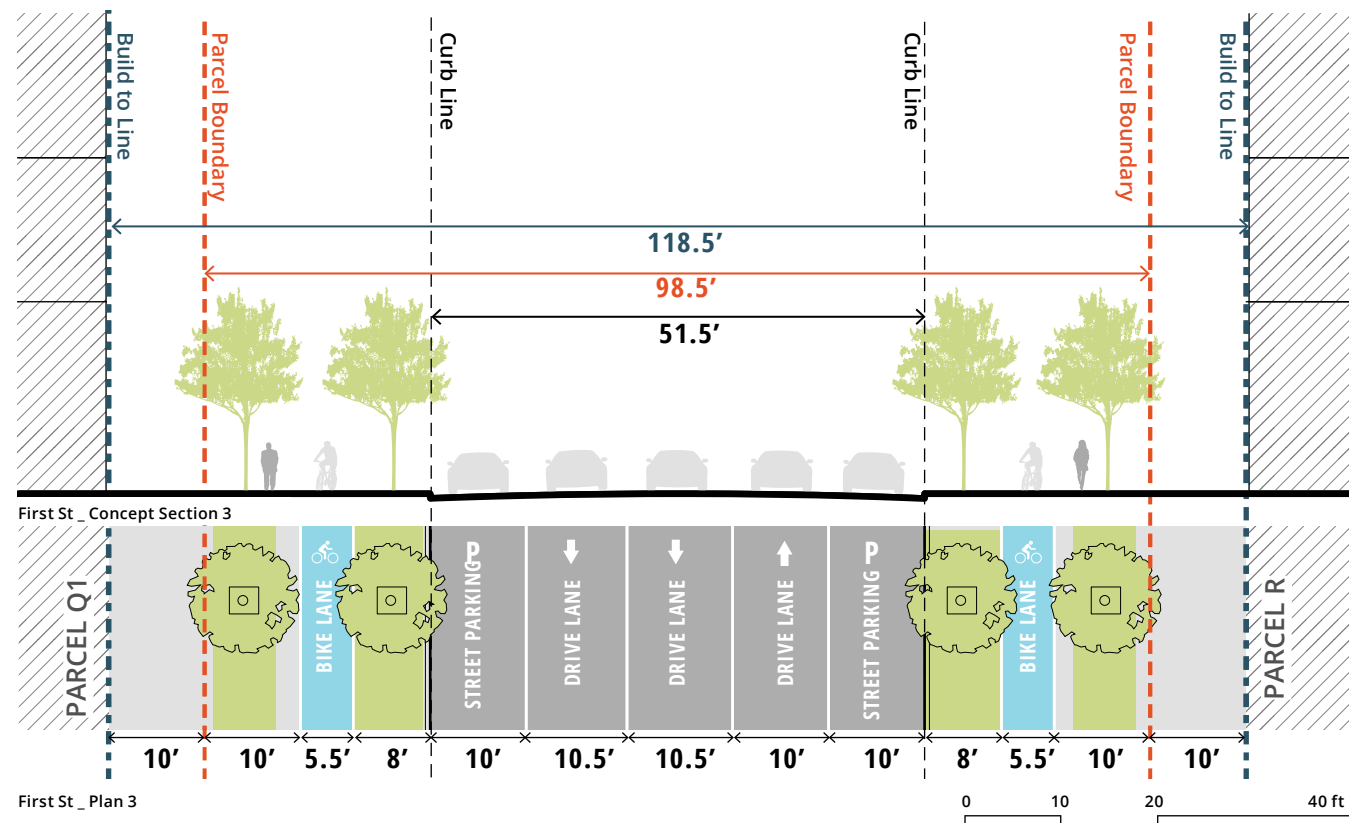 Build to Line
Parcel Boundary
Curb Line
Curb Line
Parcel Boundary
Build to Line
118.5’
98.5’
51.5’
First St _ Concept Section 3
PARCEL Q1
BIKE LANE
STREET PARKING P
DRIVE LANE
DRIVE LANE
DRIVE LANE
STREET PARKING P
BIKE LANE
PARCEL R
10’ 10’ 5.5’ 8’ 10’ 10.5’ 10.5’ 10’ 10’ 8’ 5.5’ 10’ 10’
First St _ Plan 3
0 10 20 40 ft